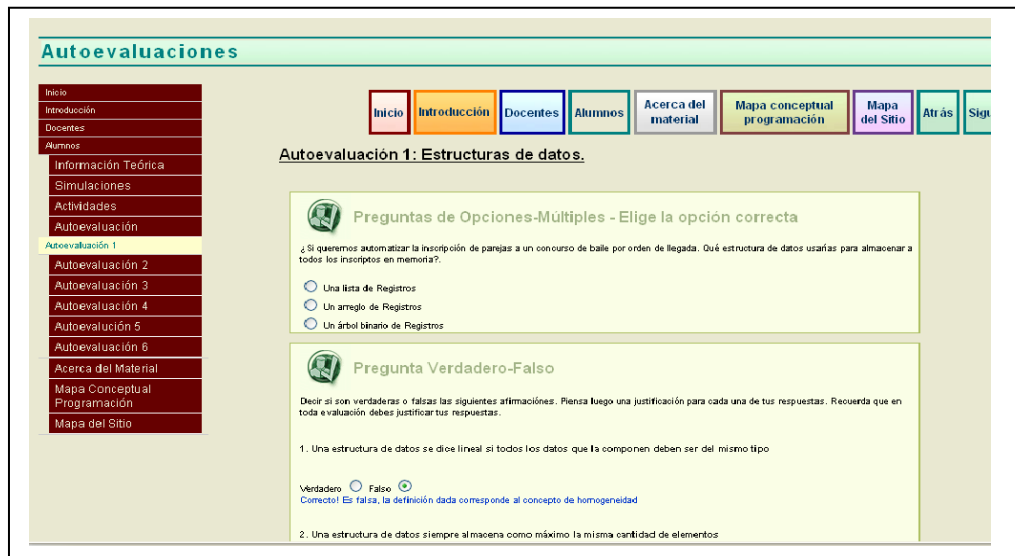 Autoevaluaciones
Inicio
Introducción
Docentes
Alumnos
Información Teórica
Simulaciones
Actividades
Autoevaluación
Autoevaluación 1
Autoevaluación 2
Autoevaluación 3
Autoevaluación 4
Autoevalución 5
Autoevaluación 6
Acerca del Material
Mapa Conceptual
Programación
Mapa del Sitio
Inicio
Introducción
Docentes
Alumnos
Acerca del
material
Mapa conceptual
programación
Mapa
del Sitio
Atrás
Sigu
Autoevaluación 1: Estructuras de datos.
Preguntas de Opciones-Múltiples - Elige la opción correcta
¿Si queremos automatizar la inscripción de parejas a un concurso de baile por orden de llegada. Qué estructura de datos usarías para almacenar a
todos los inscriptos en memoria?.
Una lista de Registros
Un arreglo de Registros
Un árbol binario de Registros
Pregunta Verdadero-Falso
Decir si son verdaderas o falsas las siguientes afirmaciónes. Piensa luego una justificación para cada una de tus respuestas. Recuerda que en
toda evaluación debes justificar tus respuestas.
1. Una estructura de datos se dice lineal si todos los datos que la componen deben ser del mismo tipo
Verdadero Falso
Correcto! Es falsa, la definición dada corresponde al concepto de homogeneidad
2. Una estructura de datos siempre almacena como máximo la misma cantidad de elementos